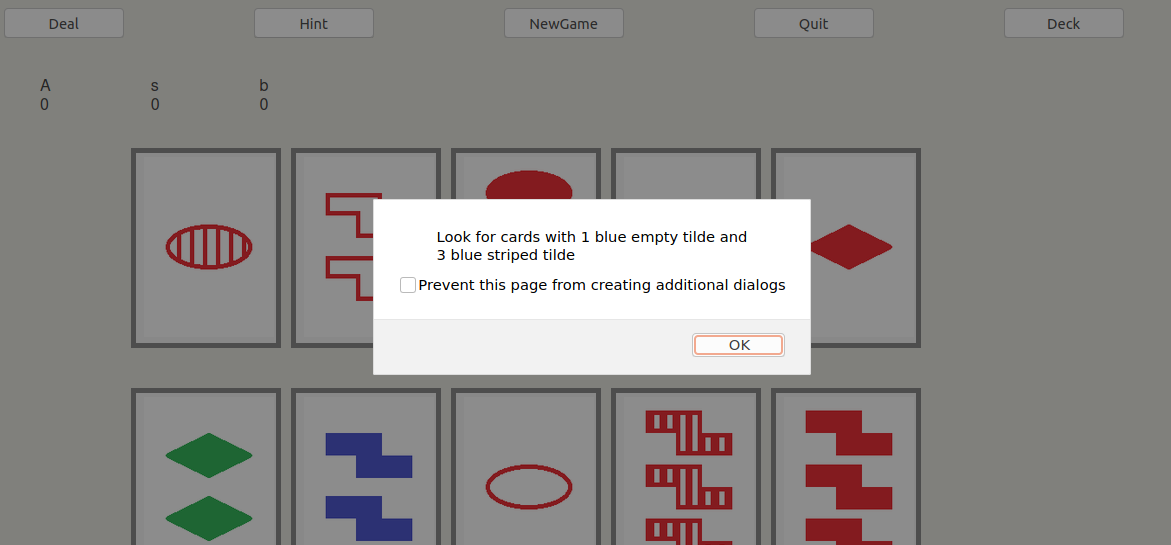 Deal
Hint
NewGame
Quit
Deck
A
s
b
0
0
0
Look for cards with 1 blue empty tilde and
3 blue striped tilde
Prevent this page from creating additional dialogs
OK